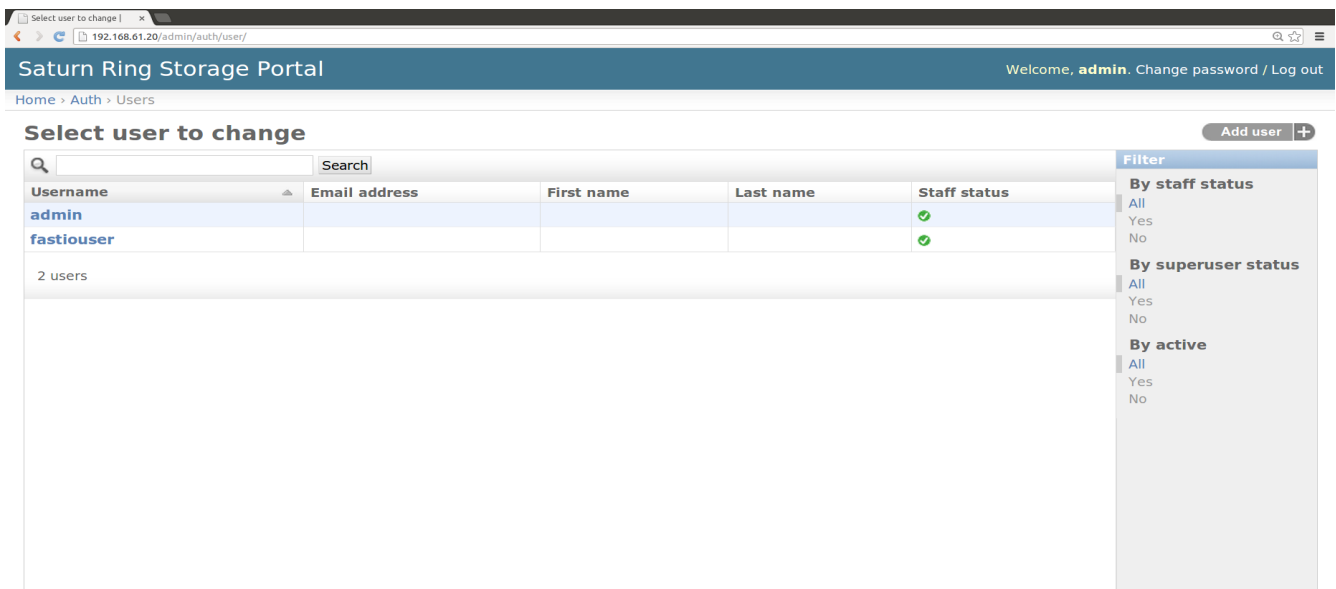 Select user to change |
192.168.61.20/admin/auth/user/
Saturn Ring Storage Portal
Welcome, admin. Change password / Log out
Home › Auth › Users
Select user to change
Add user
Search
Username Email address First name Last name Staff status
admin
fastiouser
2 users
Filter
By staff status
All
Yes
No
By superuser status
All
Yes
No
By active
All
Yes
No